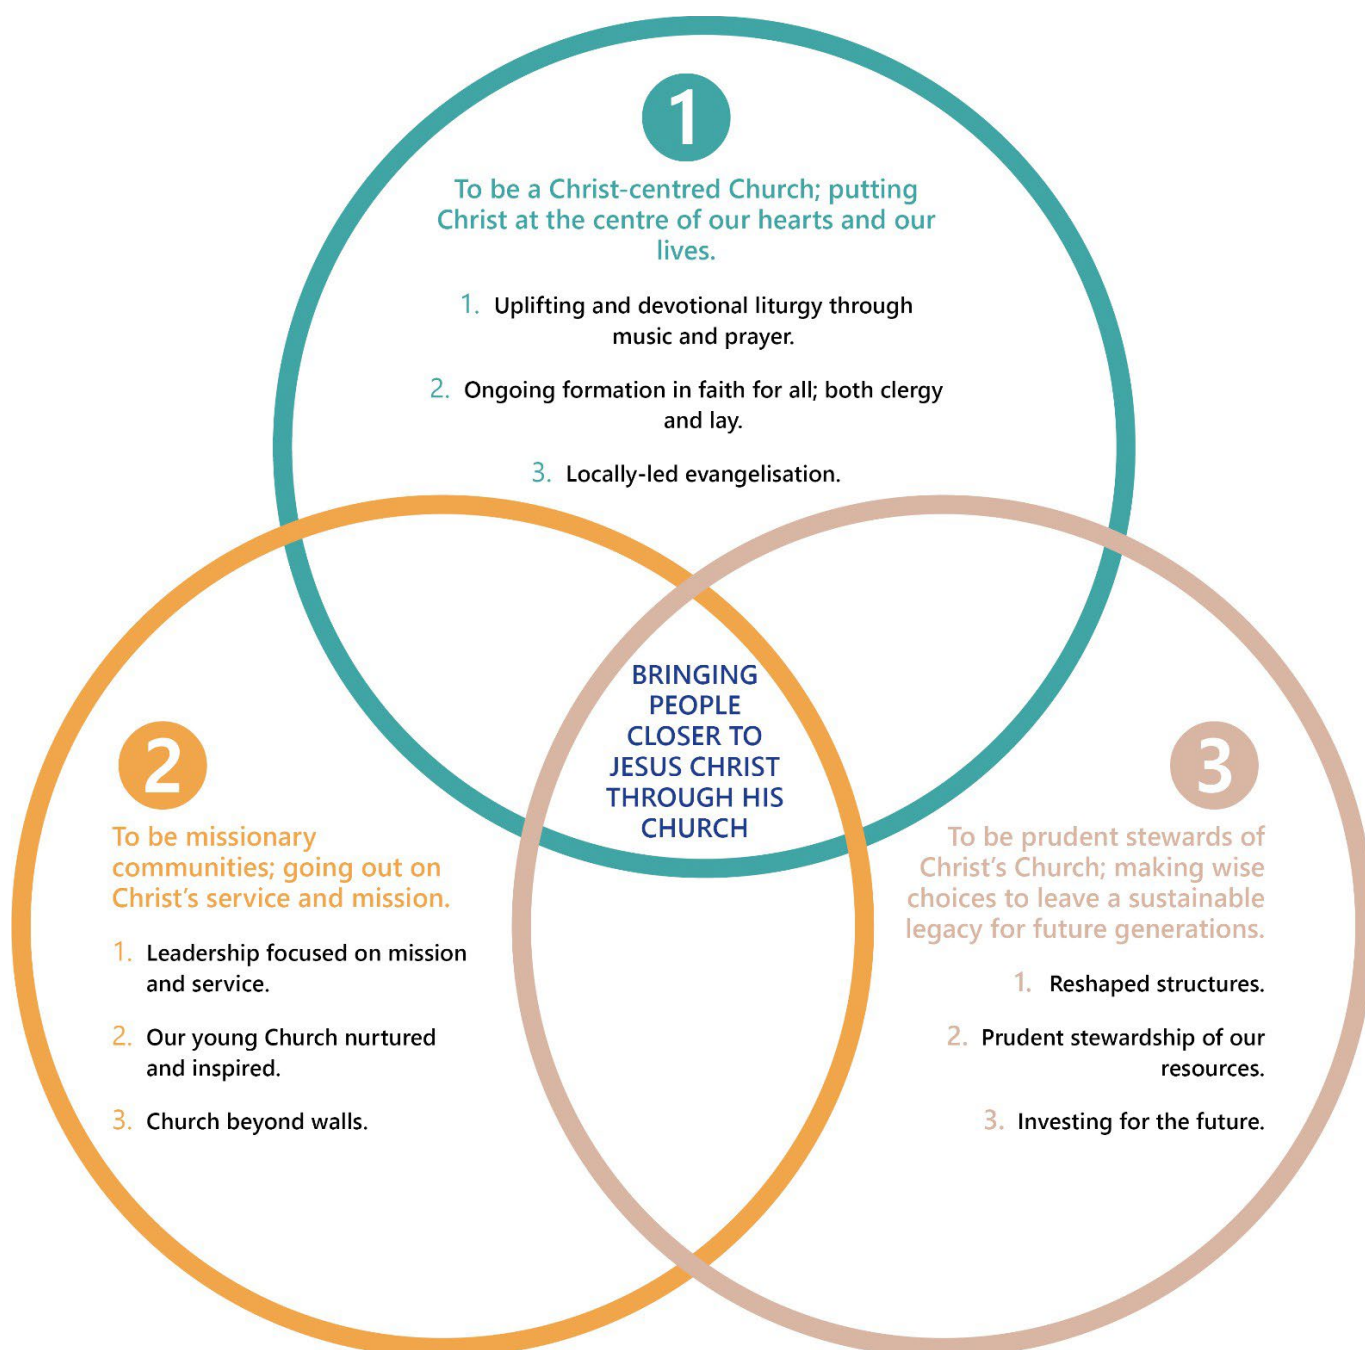 1
To be a Christ-centred Church; putting
Christ at the centre of our hearts and our
lives.
1. Uplifting and devotional liturgy through
music and prayer.
2. Ongoing formation in faith for all; both clergy
and lay.
3. Locally-led evangelisation.
BRINGING
PEOPLE
CLOSER TO
JESUS CHRIST
THROUGH HIS
CHURCH
2
To be missionary
communities; going out on
Christ’s service and mission.
1. Leadership focused on mission
and service.
2. Our young Church nurtured
and inspired.
3. Church beyond walls.
3
To be prudent stewards of
Christ’s Church; making wise
choices to leave a sustainable
legacy for future generations.
1. Reshaped structures.
2. Prudent stewardship of our
resources.
3. Investing for the future.